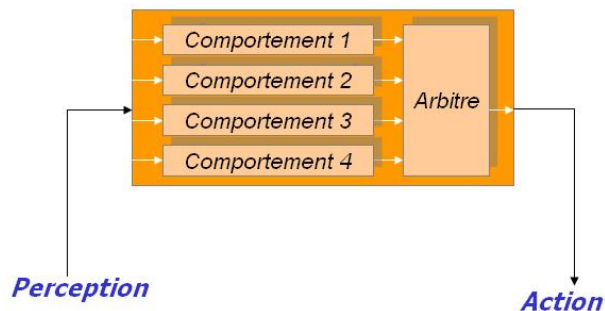 Comportement 1
Comportement 2
Comportement 3
Comportement 4
Arbitre
Perception
Action